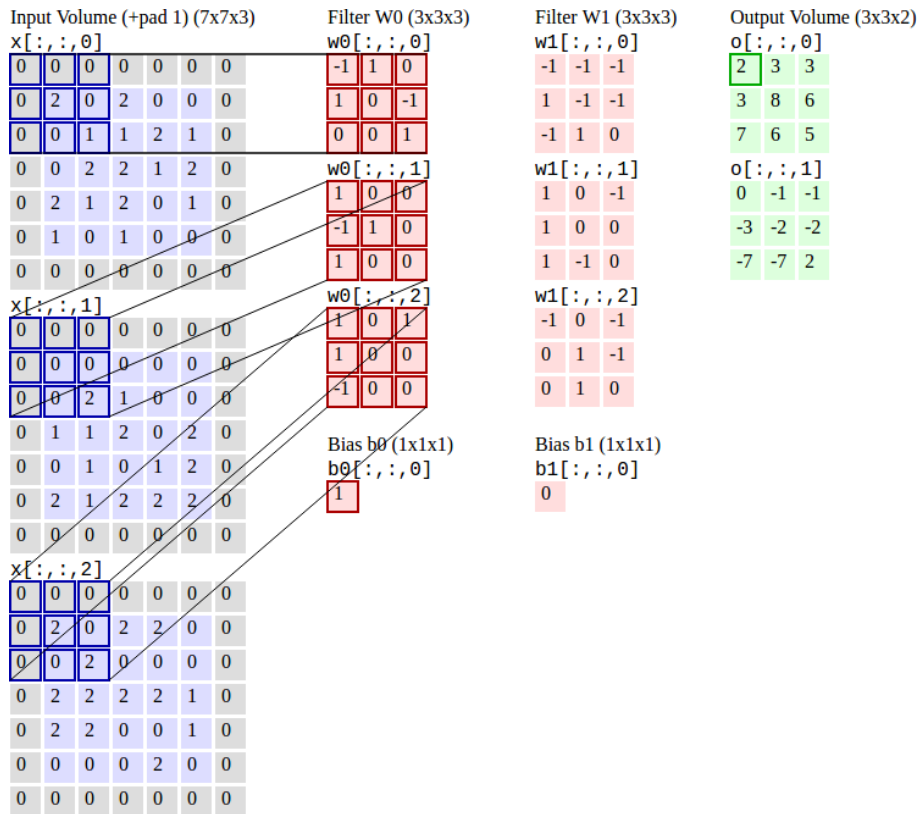 Input Volume (+pad 1) (7x7x3)
x[:,:,0]
0 0 0 0 0 0 0
0 2 0 2 0 0 0
0 0 1 1 2 1 0
0 0 2 2 1 2 0
0 2 1 2 0 1 0
0 1 0 1 0 0 0
0 0 0 0 0 0 0
x[:,:,1]
0 0 0 0 0 0 0
0 0 0 0 0 0 0
0 0 2 1 0 0 0
0 1 1 2 0 2 0
0 0 1 0 1 2 0
0 2 1 2 2 2 0
0 0 0 0 0 0 0
x[:,:,2]
0 0 0 0 0 0 0
0 2 0 2 2 0 0
0 0 2 0 0 0 0
0 2 2 2 2 1 0
0 2 2 0 0 1 0
0 0 0 0 2 0 0
0 0 0 0 0 0 0
Filter W0 (3x3x3)
w0[:,:,0]
-1 1 0
1 0 -1
0 0 1
w0[:,:,1]
1 0 0
-1 1 0
1 0 0
w0[:,:,2]
1 0 1
1 0 0
-1 0 0
Bias b0 (1x1x1)
b0[:,:,0]
1
Filter W1 (3x3x3)
w1[:,:,0]
-1 -1 -1
1 -1 -1
-1 1 0
w1[:,:,1]
1 0 -1
1 0 0
1 -1 0
w1[:,:,2]
-1 0 -1
0 1 -1
0 1 0
Bias b1 (1x1x1)
b1[:,:,0]
0
Output Volume (3x3x2)
o[:,:,0]
2 3 3
3 8 6
7 6 5
o[:,:,1]
0 -1 -1
-3 -2 -2
-7 -7 2